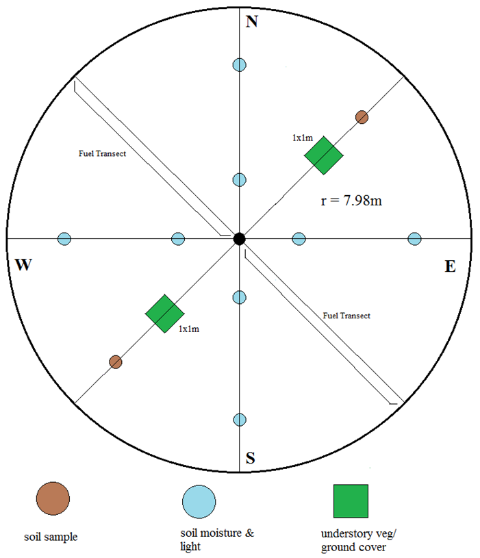 N
1x1m
Fuel Transect
r = 7.98m
W
E
1x1m
Fuel Transect
S
soil sample
soil moisture &
light
understory veg/
ground cover